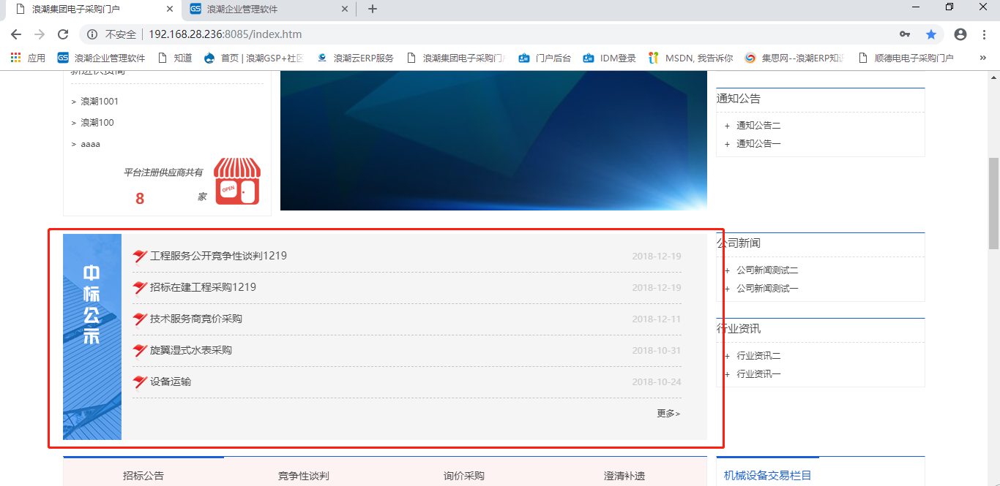 浪潮集团电子采购门户
浪潮企业管理软件
不安全 192.168.28.236:8085/index.htm
应用 浪潮企业管理软件 知道 首页 | 浪潮GSP+社区 浪潮云ERP服务 浪潮集团电子采购门户 门户后台 IDM登录 MSDN, 我告诉你 集思网--浪潮ERP知识 顺德电电子采购门户 »
新进供货商
> 浪潮1001
> 浪潮100
> aaaa
平台注册供应商共有
8 家
OPEN
通知公告
+ 通知公告二
+ 通知公告一
中标公示
工程服务公开竞争性谈判1219 2018-12-19
招标在建工程采购1219 2018-12-19
技术服务商竞价采购 2018-12-11
旋翼湿式水表采购 2018-10-31
设备运输 2018-10-24
更多>
公司新闻
+ 公司新闻测试二
+ 公司新闻测试一
行业资讯
+ 行业资讯二
+ 行业资讯一
招标公告 竞争性谈判 询价采购 澄清补遗
机械设备交易栏目